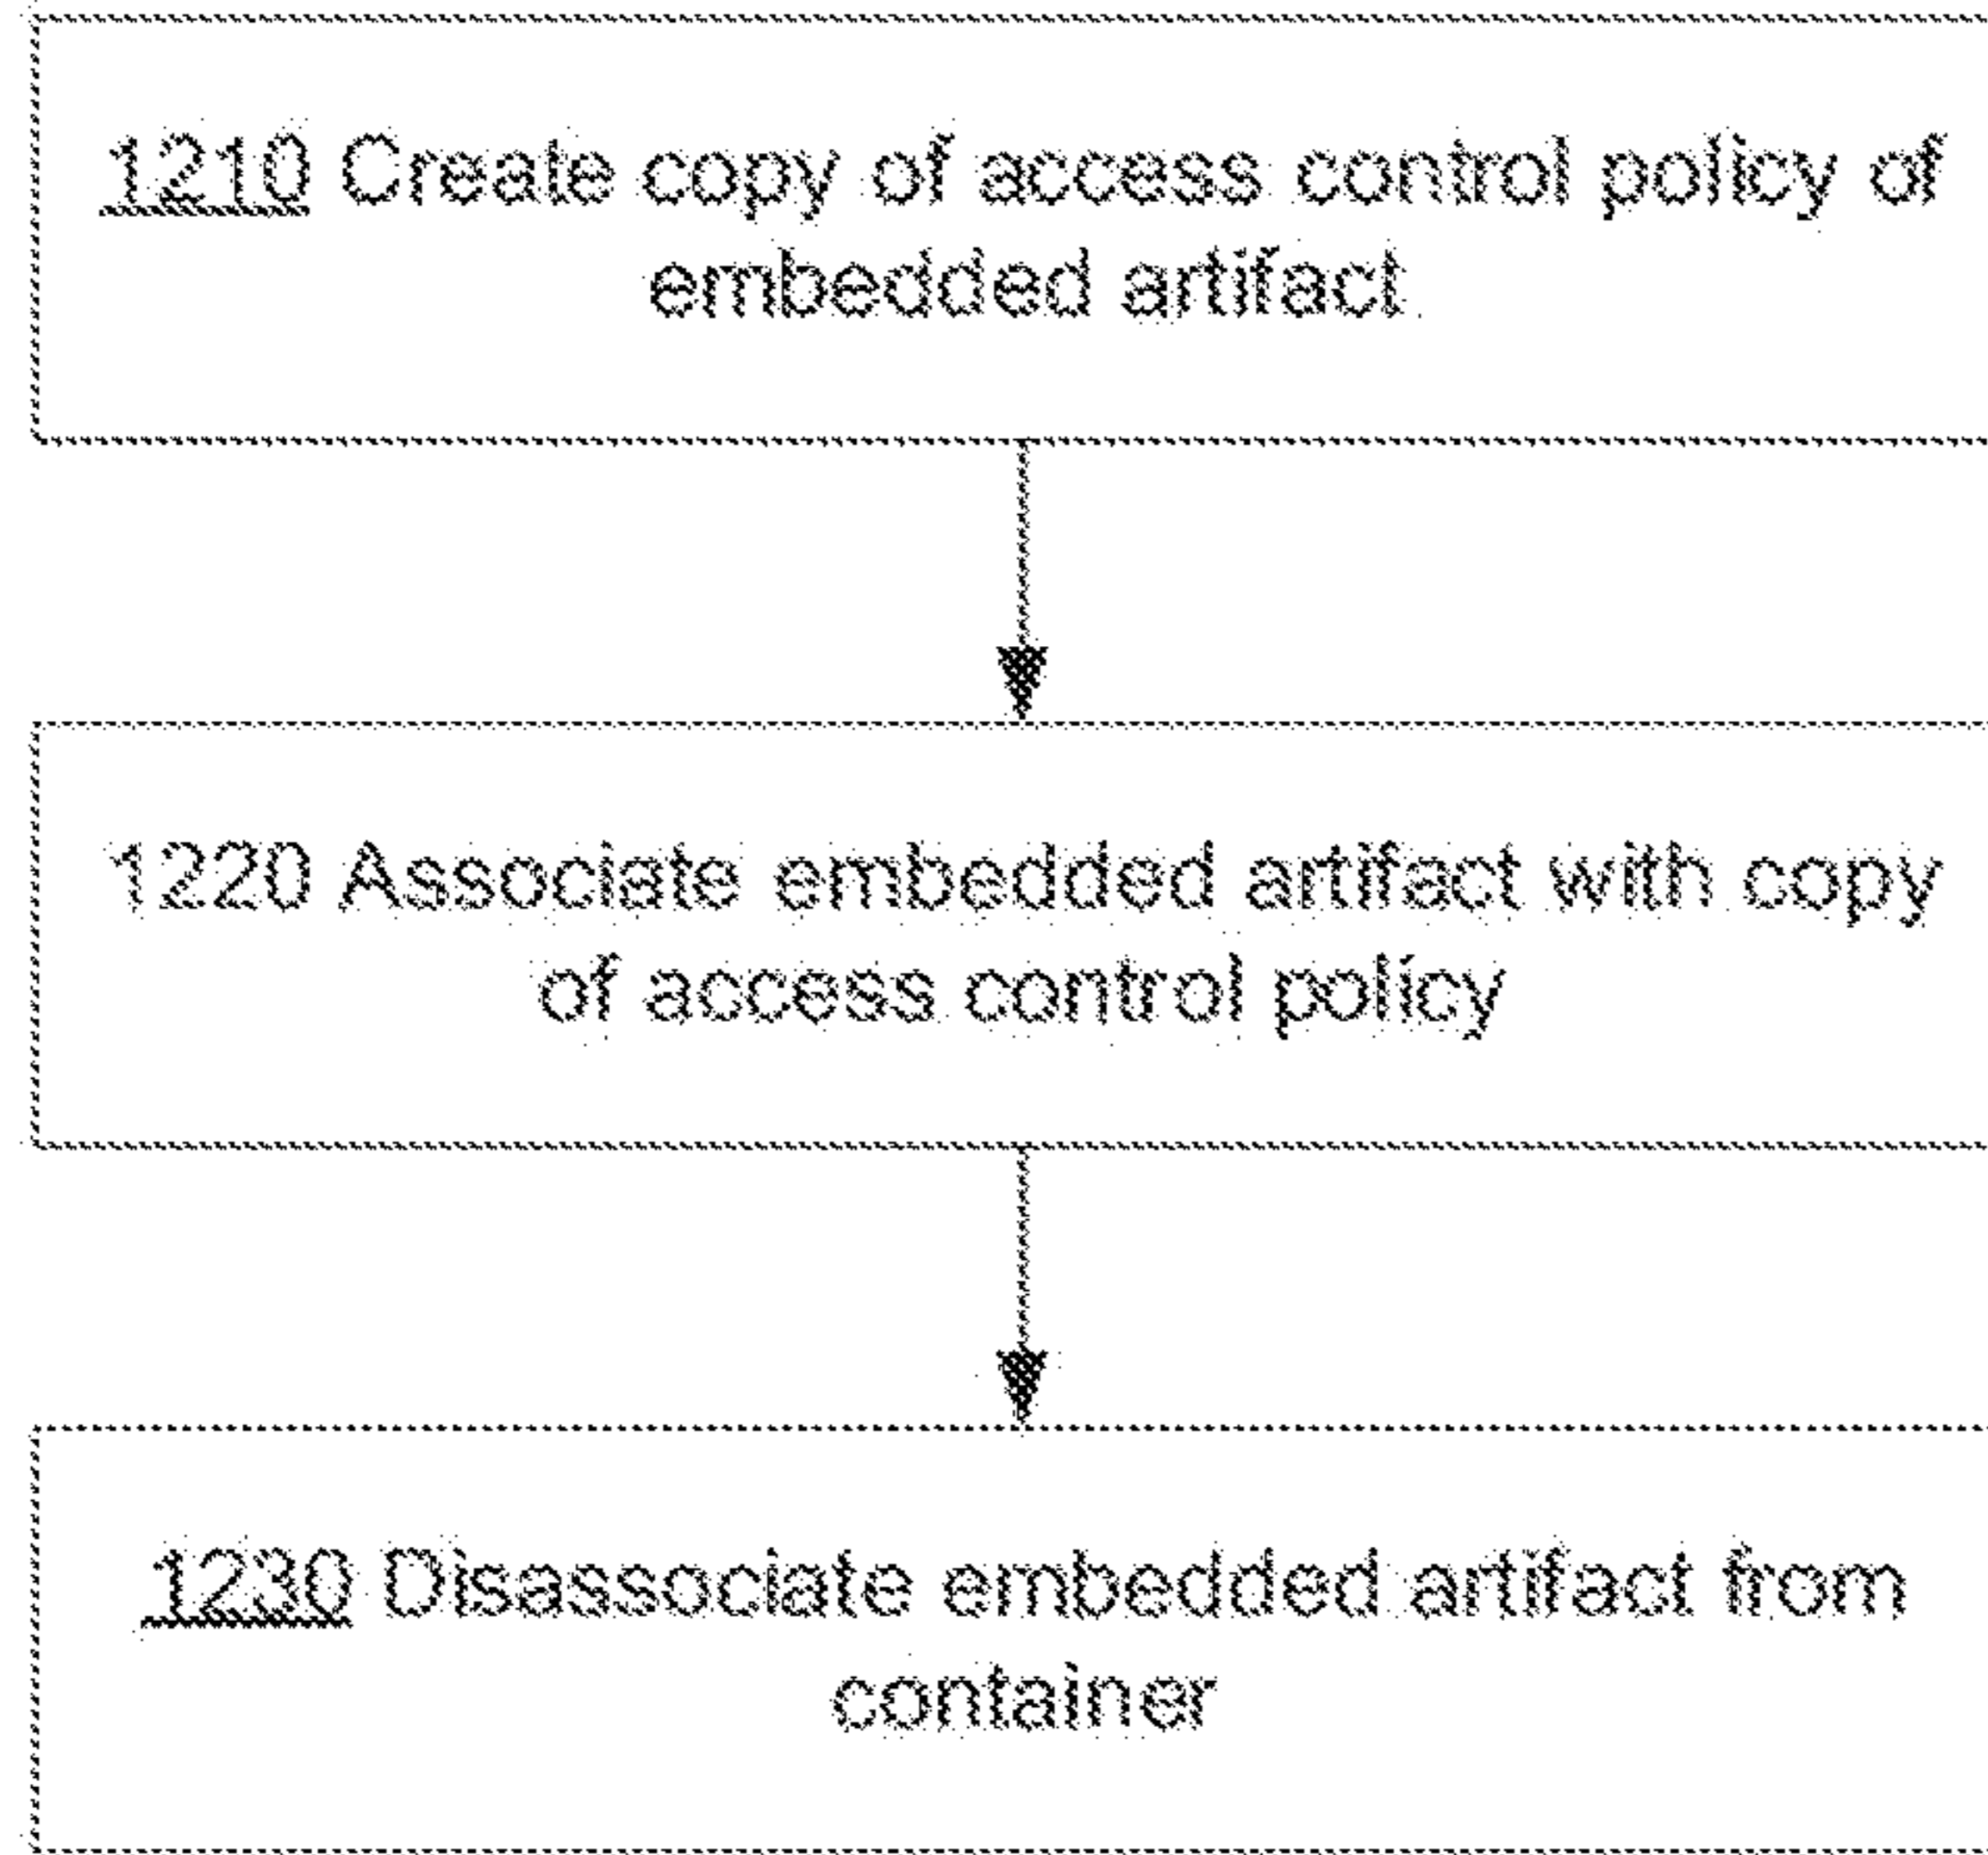 1210 Create copy of access control policy of
embedded artifact
1220 Associate embedded artifact with copy
of access control policy
1230 Disassociate embedded artifact from
container